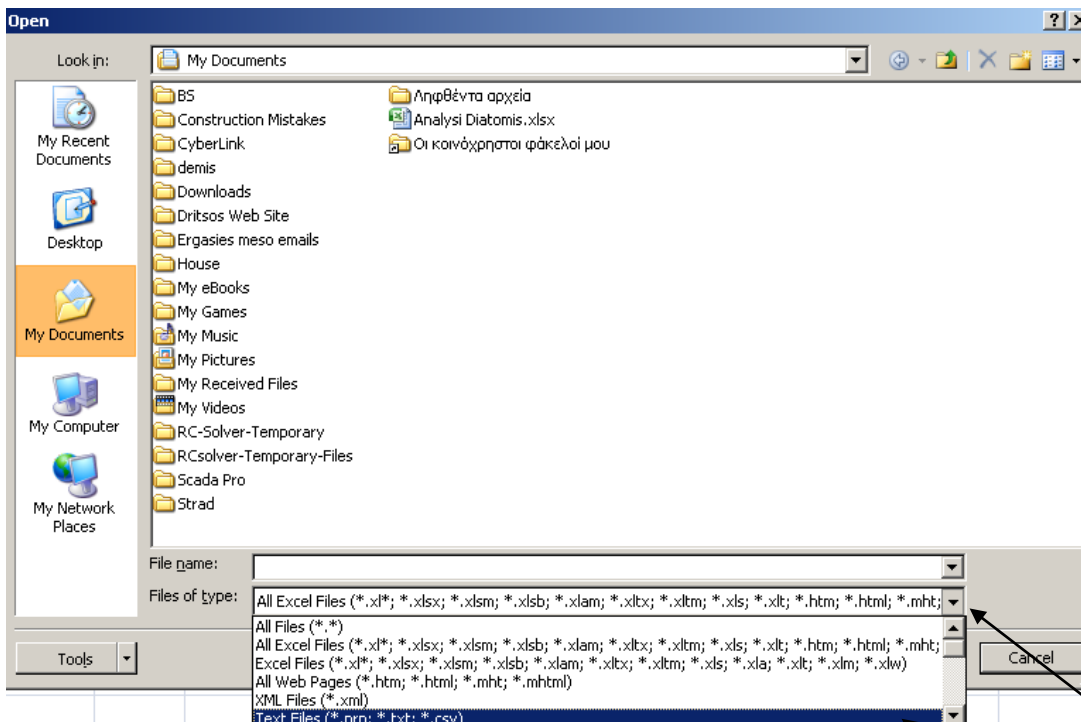 Open
Look in:
My Documents
My Recent
Documents
Desktop
My Documents
My Computer
My Network
Places
BS
Construction Mistakes
CyberLink
demis
Downloads
Dritsos Web Site
Ergasies meso emails
House
My eBooks
My Games
My Music
My Pictures
My Received Files
My Videos
RC-Solver-Temporary
RCsolver-Temporary-Files
Scada Pro
Strad
Ληφθέντα αρχεία
Analysi Diatomis.xlsx
Οι κοινόχρηστοι φάκελοί μου
File name:
Files of type:
All Excel Files (*.xl*; *.xlsx; *.xlsm; *.xlsb; *.xlam; *.xltx; *.xltm; *.xls; *.xlt; *.htm; *.html; *.mht;
All Files (*.*)
All Excel Files (*.xl*; *.xlsx; *.xlsm; *.xlsb; *.xlam; *.xltx; *.xltm; *.xls; *.xlt; *.htm; *.html; *.mht;
Excel Files (*.xl*; *.xlsx; *.xlsm; *.xlsb; *.xlam; *.xltx; *.xltm; *.xls; *.xla; *.xlt; *.xlm; *.xlw)
All Web Pages (*.htm; *.html; *.mht; *.mhtml)
XML Files (*.xml)
Text Files (*.prn; *.txt; *.csv)
Tools
Cancel